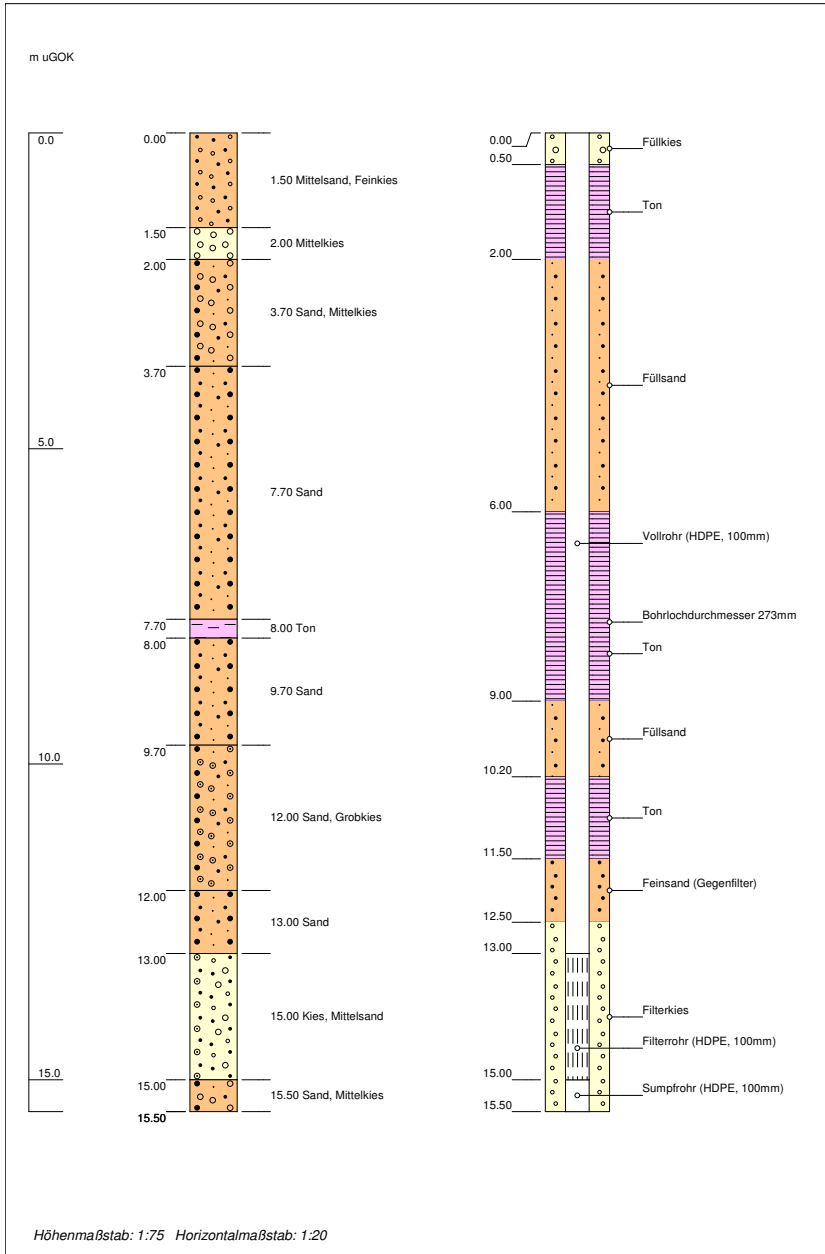 m uGOK
0.0
5.0
10.0
15.0
0.00
1.50 Mittelsand, Feinkies
1.50
2.00 Mittelkies
2.00
3.70 Sand, Mittelkies
3.70
7.70 Sand
7.70
8.00 Ton
8.00
9.70 Sand
9.70
12.00 Sand, Grobkies
12.00
13.00 Sand
13.00
15.00 Kies, Mittelsand
15.00
15.50 Sand, Mittelkies
15.50
0.00
Füllkies
0.50
Ton
2.00
Füllsand
6.00
Vollrohr (HDPE, 100mm)
Bohrlochdurchmesser 273mm
Ton
9.00
Füllsand
10.20
Ton
11.50
Feinsand (Gegenfilter)
12.50
13.00
Filterkies
Filterrohr (HDPE, 100mm)
15.00
Sumpfrohr (HDPE, 100mm)
15.50
Höhenmaßstab: 1:75 Horizontalmaßstab: 1:20